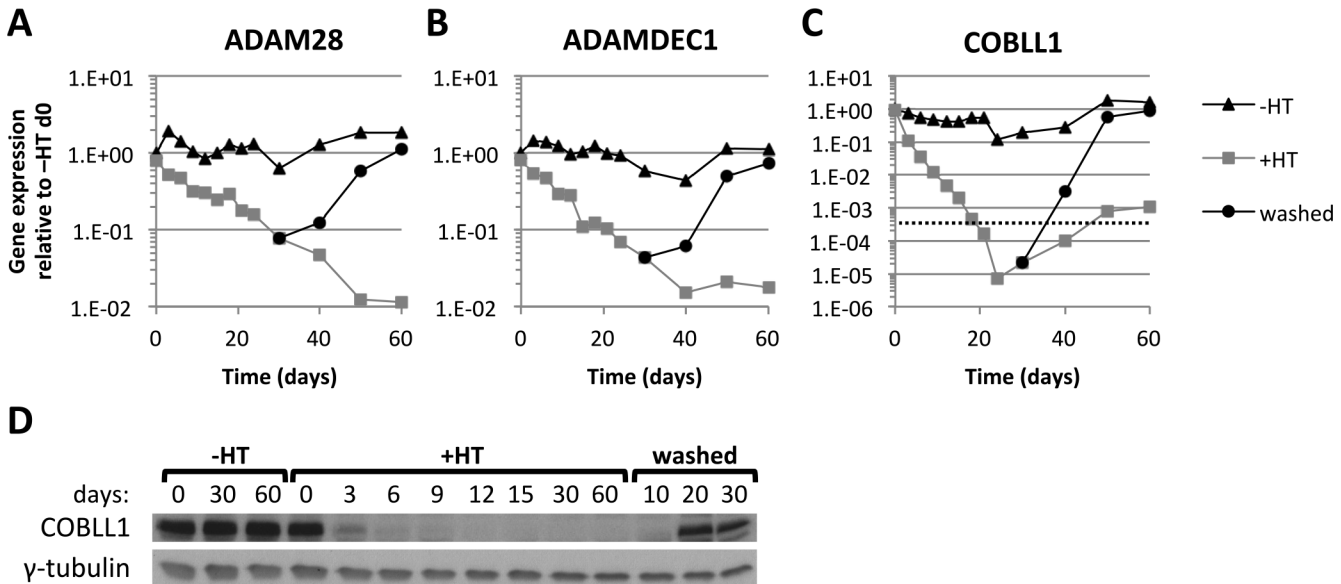 A
ADAM28
B
ADAMDEC1
C
COBLL1
Gene expression
relative to –HT d0
1.E+01
1.E+00
1.E-01
1.E-02
0
20
40
60
Time (days)
1.E+01
1.E+00
1.E-01
1.E-02
0
20
40
60
Time (days)
1.E+01
1.E+00
1.E-01
1.E-02
1.E-03
1.E-04
1.E-05
1.E-06
0
20
40
60
Time (days)
-HT
+HT
washed
D
-HT +HT washed
days: 0 30 60 0 3 6 9 12 15 30 60 10 20 30
COBLL1
γ-tubulin